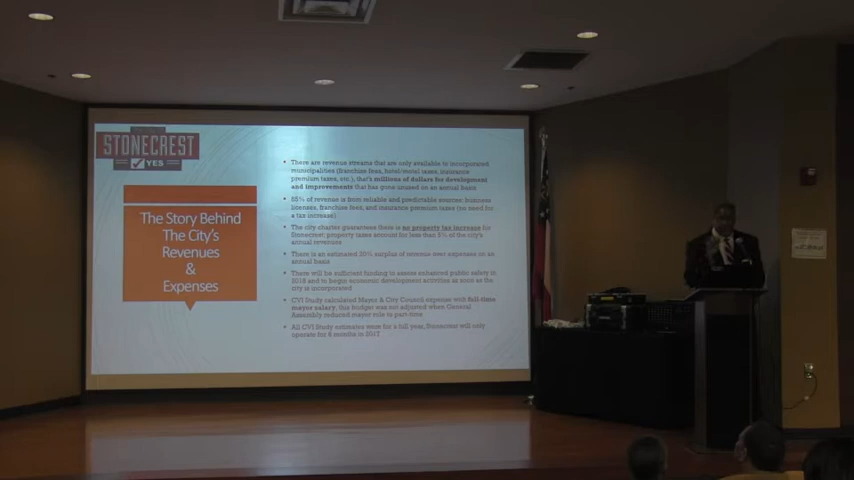 STONECREST
YES
The Story Behind
The City's
Revenues
&
Expenses
• There are revenue streams that are only available to incorporated
municipalities (franchise fees, hotel/motel taxes, insurance
premium taxes, etc.), that's millions of dollars for development
and improvements that has gone unused on an annual basis
• 85% of revenue is from reliable and predictable sources: business
licenses, franchise fees, and insurance premium taxes (no need for
a tax increase)
• The city charter guarantees there is no property tax increase for
Stonecrest; property taxes account for less than 5% of the city's
annual revenues
• There is an estimated 20% surplus of revenue over expenses on an
annual basis
• There will be sufficient funding to assess enhanced public safety in
2018 and to begin economic development activities as soon as the
city is incorporated
• CVI Study calculated Mayor & City Council expense with full-time
mayor salary, this budget was not adjusted when General
Assembly reduced mayor role to part-time
• All CVI Study estimates were for a full year, Stonecrest will only
operate for 6 months in 2017